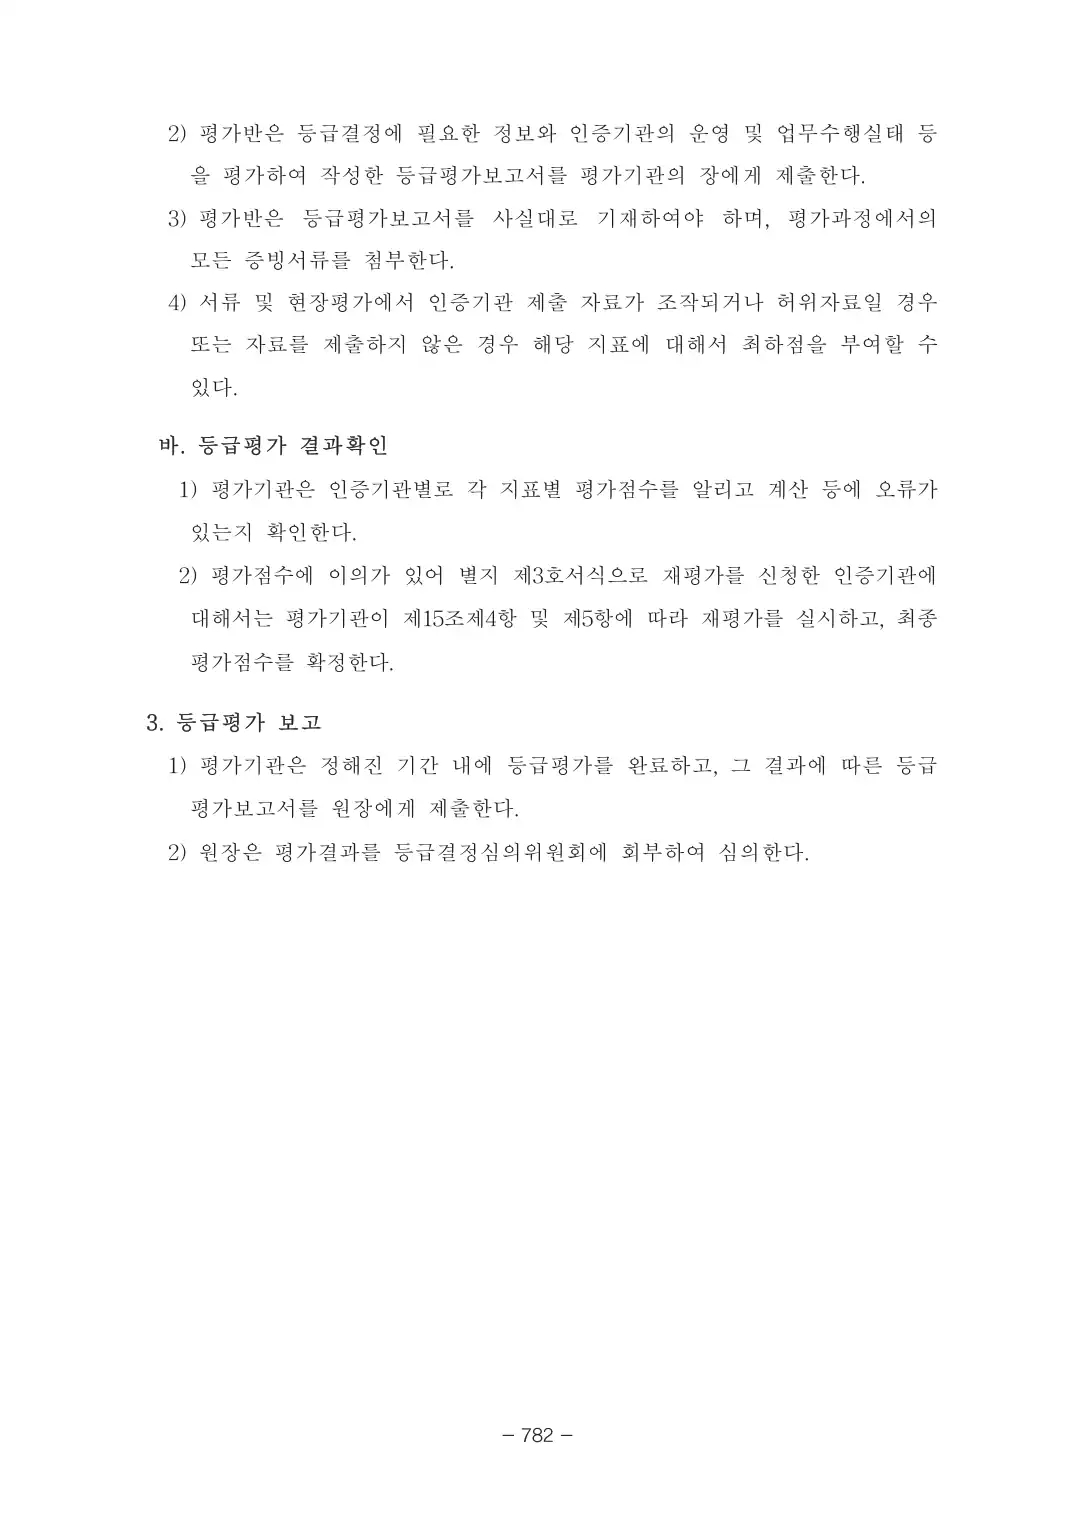 2) 평가반은 등급결정에 필요한 정보와 인증기관의 운영 및 업무수행실태 등
을 평가하여 작성한 등급평가보고서를 평가기관의 장에게 제출한다.
3) 평가반은 등급평가보고서를 사실대로 기재하여야 하며, 평가과정에서의
모든 증빙서류를 첨부한다.
4) 서류 및 현장평가에서 인증기관 제출 자료가 조작되거나 허위자료일 경우
또는 자료를 제출하지 않은 경우 해당 지표에 대해서 최하점을 부여할 수
있다.
바. 등급평가 결과확인
1) 평가기관은 인증기관별로 각 지표별 평가점수를 알리고 계산 등에 오류가
있는지 확인한다.
2) 평가점수에 이의가 있어 별지 제3호서식으로 재평가를 신청한 인증기관에
대해서는 평가기관이 제15조제4항 및 제5항에 따라 재평가를 실시하고, 최종
평가점수를 확정한다.
3. 등급평가 보고
1) 평가기관은 정해진 기간 내에 등급평가를 완료하고, 그 결과에 따른 등급
평가보고서를 원장에게 제출한다.
2) 원장은 평가결과를 등급결정심의위원회에 회부하여 심의한다.
- 782 -